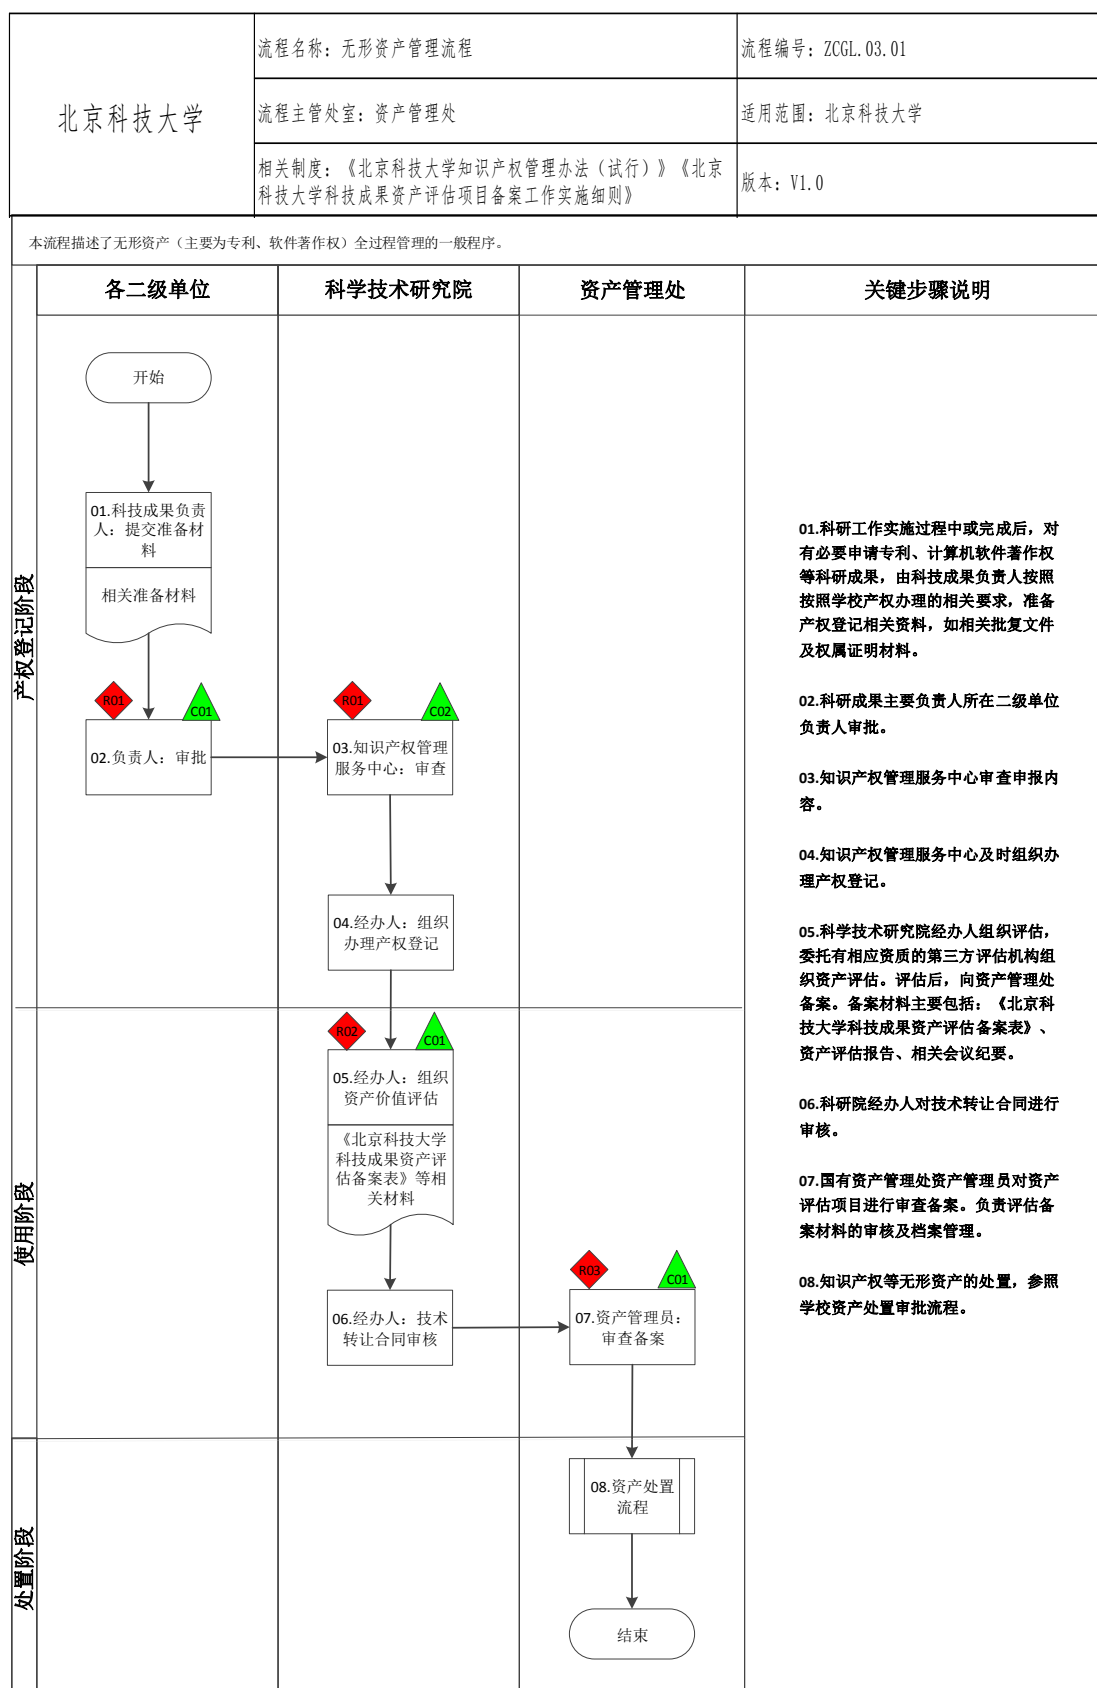 北京科技大学
流程名称：无形资产管理流程
流程编号：ZCGL.03.01
流程主管处室：资产管理处
适用范围：北京科技大学
相关制度：《北京科技大学知识产权管理办法（试行）》《北京
科技大学科技成果资产评估项目备案工作实施细则》
版本：V1.0
本流程描述了无形资产（主要为专利、软件著作权）全过程管理的一般程序。
各二级单位
科学技术研究院
资产管理处
关键步骤说明
产权登记阶段
开始
01.科技成果负责
人：提交准备材
料
相关准备材料
R01
C01
02.负责人：审批
R01
C02
03.知识产权管理
服务中心：审查
04.经办人：组织
办理产权登记
使用阶段
R02
C01
05.经办人：组织
资产价值评估
《北京科技大学
科技成果资产评
估备案表》等相
关材料
06.经办人：技术
转让合同审核
R03
C01
07.资产管理员：
审查备案
处置阶段
08.资产处置
流程
结束
01.科研工作实施过程中或完成后，对
有必要申请专利、计算机软件著作权
等科研成果，由科技成果负责人按照
按照学校产权办理的相关要求，准备
产权登记相关资料，如相关批复文件
及权属证明材料。
02.科研成果主要负责人所在二级单位
负责人审批。
03.知识产权管理服务中心审查申报内
容。
04.知识产权管理服务中心及时组织办
理产权登记。
05.科学技术研究院经办人组织评估，
委托有相应资质的第三方评估机构组
织资产评估。评估后，向资产管理处
备案。备案材料主要包括：《北京科
技大学科技成果资产评估备案表》、
资产评估报告、相关会议纪要。
06.科研院经办人对技术转让合同进行
审核。
07.国有资产管理处资产管理员对资产
评估项目进行审查备案。负责评估备
案材料的审核及档案管理。
08.知识产权等无形资产的处置，参照
学校资产处置审批流程。